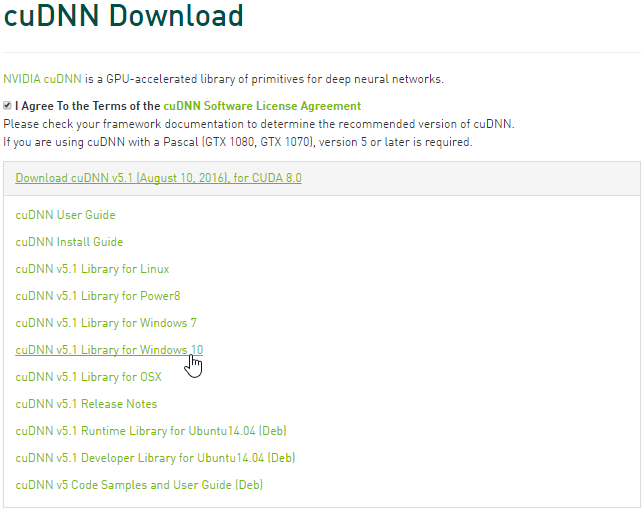 cuDNN Download
NVIDIA cuDNN is a GPU-accelerated library of primitives for deep neural networks.
I Agree To the Terms of the cuDNN Software License Agreement
Please check your framework documentation to determine the recommended version of cuDNN.
If you are using cuDNN with a Pascal (GTX 1080, GTX 1070), version 5 or later is required.
Download cuDNN v5.1 (August 10, 2016), for CUDA 8.0
cuDNN User Guide
cuDNN Install Guide
cuDNN v5.1 Library for Linux
cuDNN v5.1 Library for Power8
cuDNN v5.1 Library for Windows 7
cuDNN v5.1 Library for Windows 10
cuDNN v5.1 Library for OSX
cuDNN v5.1 Release Notes
cuDNN v5.1 Runtime Library for Ubuntu14.04 (Deb)
cuDNN v5.1 Developer Library for Ubuntu14.04 (Deb)
cuDNN v5 Code Samples and User Guide (Deb)